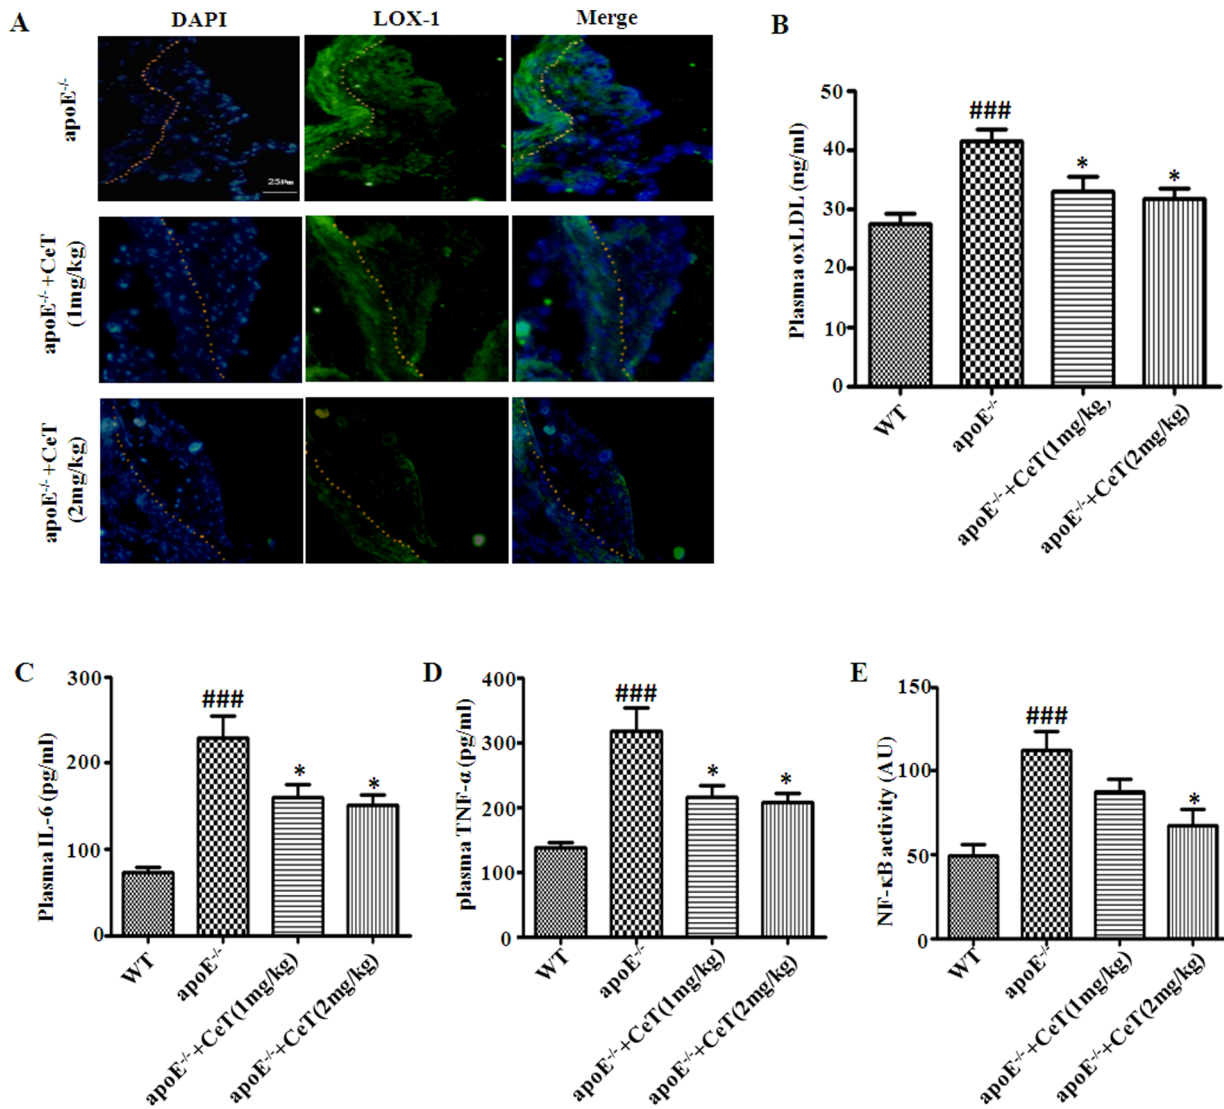 A
DAPI
LOX-1
Merge
apoE-/-
25μm
apoE-/-+CeT
(1mg/kg)
apoE-/-+CeT
(2mg/kg)
B
Plasma oxLDL (ng/ml)
50
40
30
20
10
0
###
*
*
WT
apoE-/-
apoE-/-+CeT(1mg/kg)
apoE-/-+CeT(2mg/kg)
C
Plasma IL-6 (pg/ml)
300
200
100
0
###
*
*
WT
apoE-/-
apoE-/-+CeT(1mg/kg)
apoE-/-+CeT(2mg/kg)
D
plasma TNF-α (pg/ml)
400
300
200
100
0
###
*
*
WT
apoE-/-
apoE-/-+CeT(1mg/kg)
apoE-/-+CeT(2mg/kg)
E
NF-κB activity (AU)
150
100
50
0
###
*
WT
apoE-/-
apoE-/-+CeT(1mg/kg)
apoE-/-+CeT(2mg/kg)